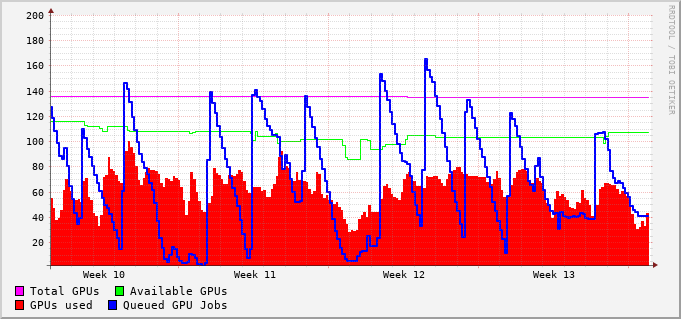 200
180
160
140
120
100
80
60
40
20
Week 10 Week 11 Week 12 Week 13
Total GPUs Available GPUs
GPUs used Queued GPU Jobs
RRDTOOL / TOBI OETIKER